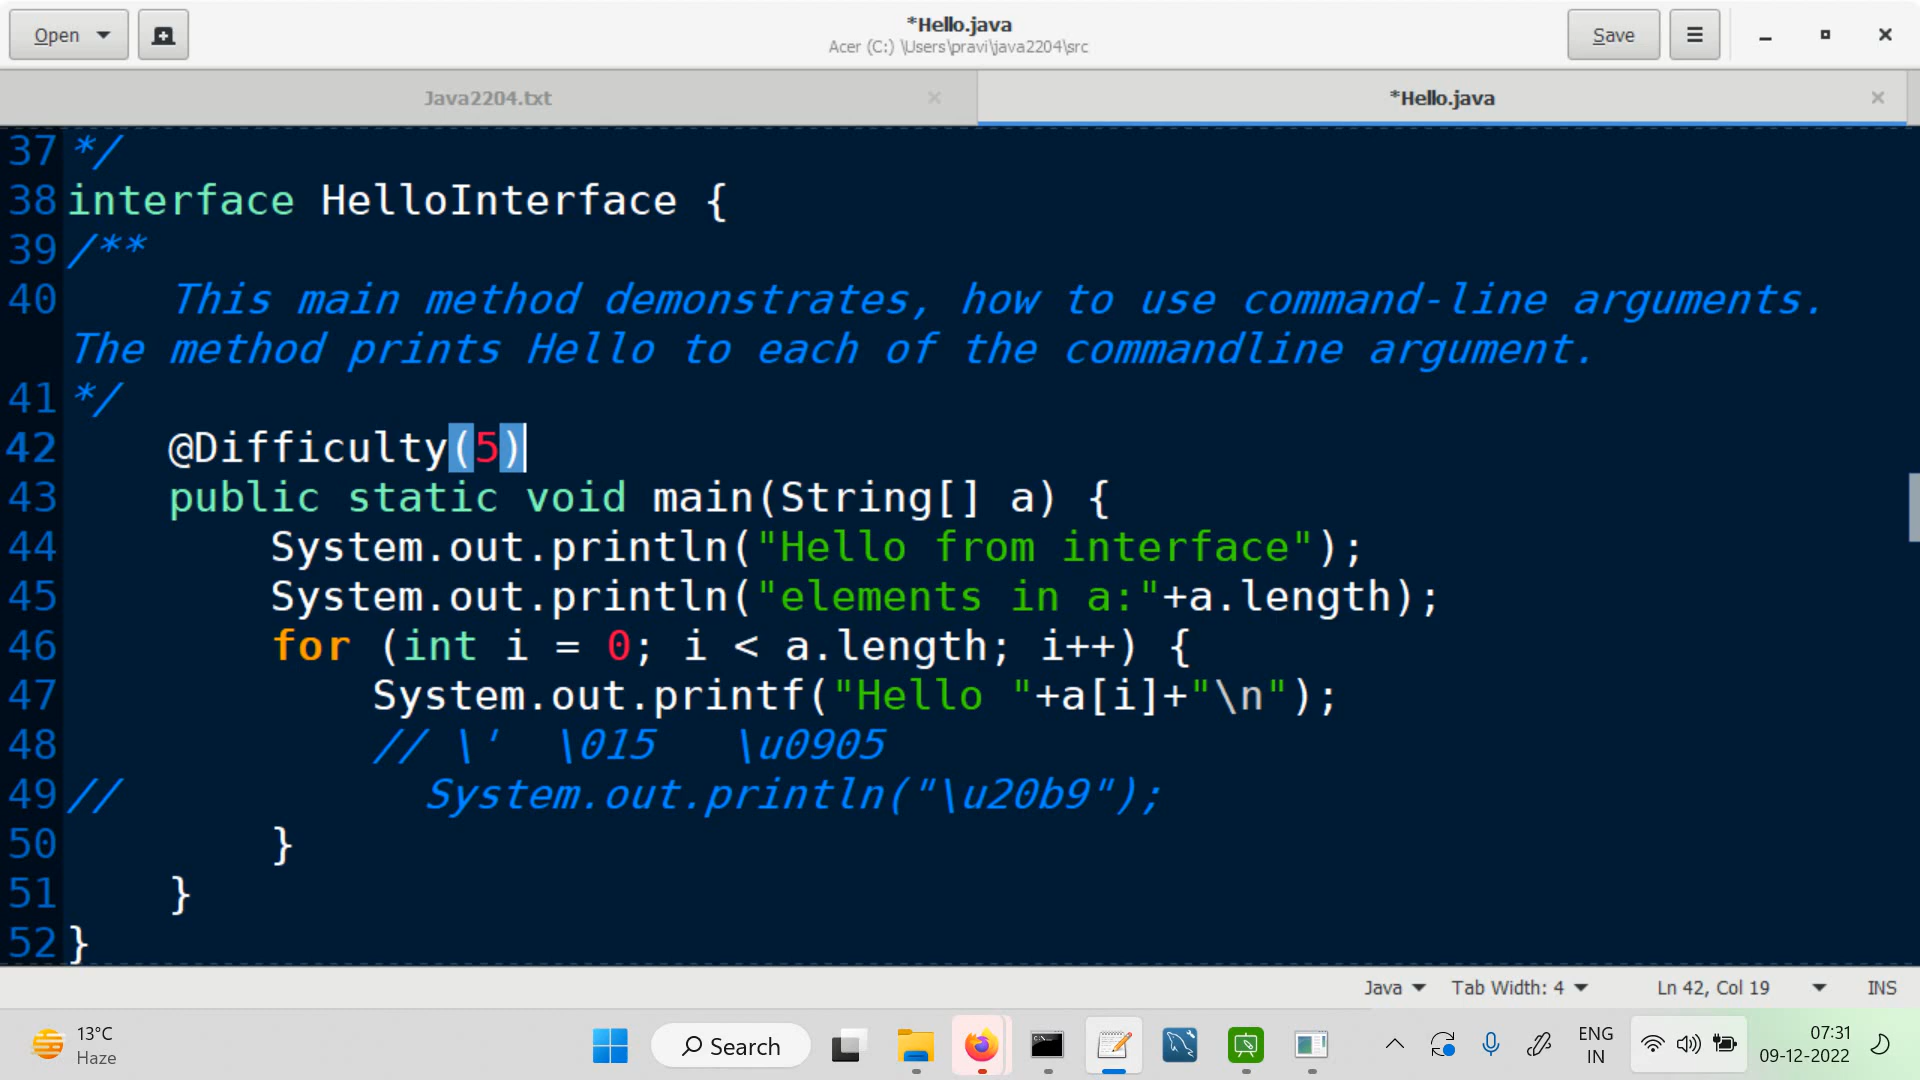 Open
*Hello.java
Acer (C:) \Users\pravi\java2204\src
Save
Java2204.txt
*Hello.java
37 */
38 interface HelloInterface {
39 /**
40     This main method demonstrates, how to use command-line arguments.
The method prints Hello to each of the commandline argument.
41 */
42     @Difficulty(5)
43     public static void main(String[] a) {
44         System.out.println("Hello from interface");
45         System.out.println("elements in a:"+a.length);
46         for (int i = 0; i < a.length; i++) {
47             System.out.printf("Hello "+a[i]+"\n");
48             // \'  \015   \u0905
49 //            System.out.println("\u20b9");
50         }
51     }
52 }
Java Tab Width: 4 Ln 42, Col 19 INS
13°C
Haze
Search
ENG
IN
07:31
09-12-2022